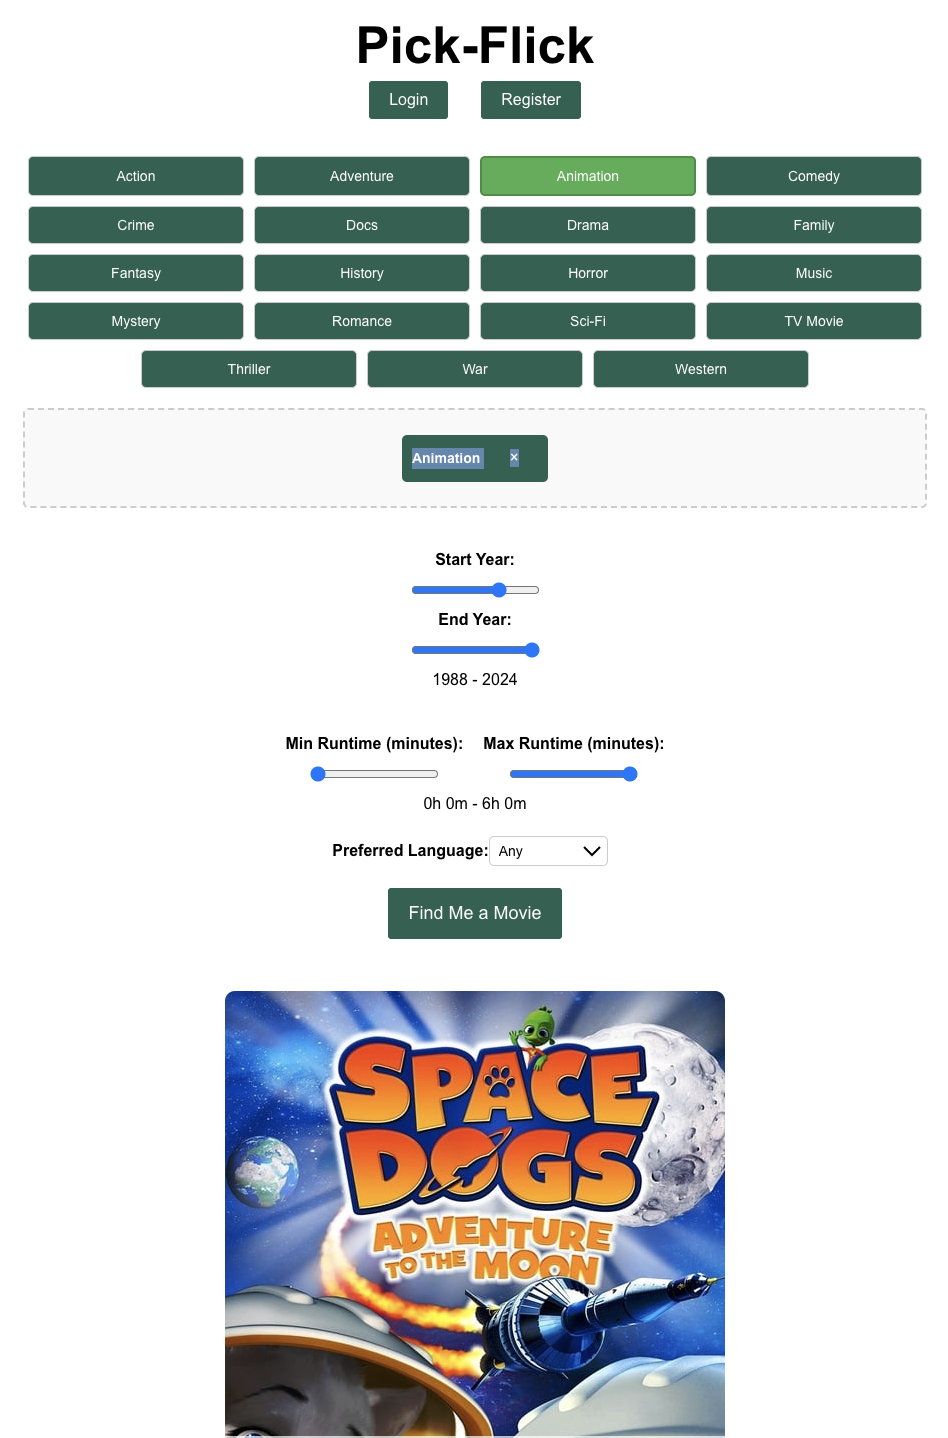 Pick-Flick
Login Register
Action Adventure Animation Comedy
Crime Docs Drama Family
Fantasy History Horror Music
Mystery Romance Sci-Fi TV Movie
Thriller War Western
Animation ×
Start Year:
End Year:
1988 - 2024
Min Runtime (minutes): Max Runtime (minutes):
0h 0m - 6h 0m
Preferred Language: Any
Find Me a Movie
SPACE
DOGS
ADVENTURE
TO THE MOON